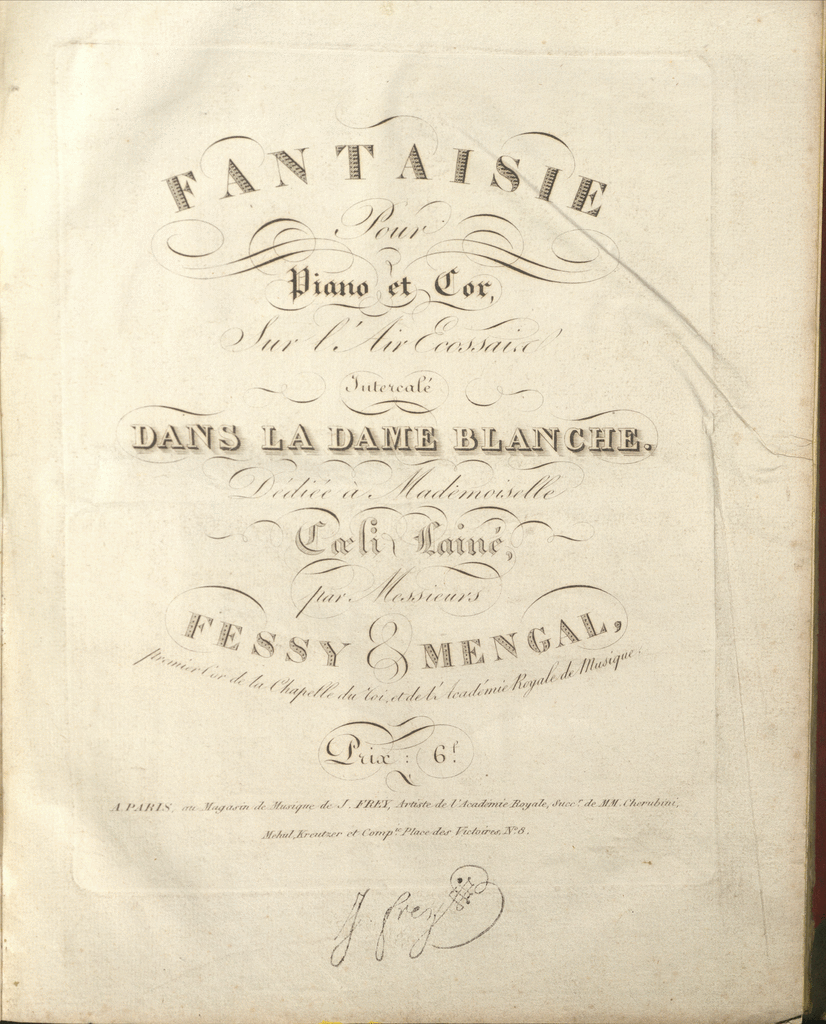 FANTAISIE
Pour
Piano et Cor,
Sur l'Air Ecossais
Intercalé
DANS LA DAME BLANCHE.
Dédiée à Mademoiselle
Cœli Lainé,
par Messieurs
FESSY & MENGAL,
premier Cor de la Chapelle du Roi, et de l'Académie Royale de Musique.
Prix: 6f.
A PARIS, au Magasin de Musique de J. FREY, Artiste de l'Académie Royale, Succr. de MM. Cherubini,
Mehul, Kreutzer et Compie. Place des Victoires, No. 8.
J. frey